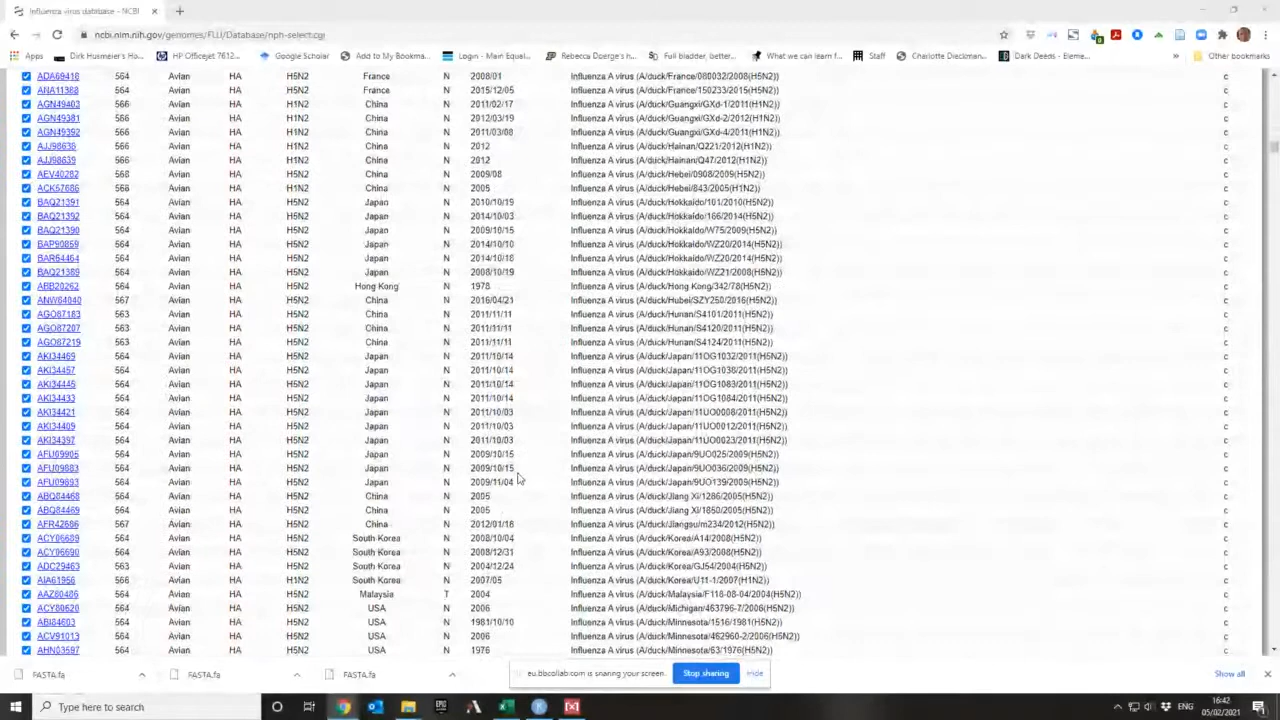 Influenza virus database - NCBI
ncbi.nlm.nih.gov/genomes/FLU/Database/nph-select.cgi
Apps Dirk Husmeier's Ho... HP Officejet 7612... Google Scholar Add to My Bookma... Login - Main Equal... Rebecca Doerge's h... Full bladder, better... What we can learn f... Staff Charlotte Dieckman... Dark Deens - Eleme... » Other bookmarks
ADA69418 564 Avian HA H5N2 France N 2008/01 Influenza A virus (A/duck/France/080032/2008(H5N2)) c
ANA11368 564 Avian HA H5N2 France N 2015/12/05 Influenza A virus (A/duck/France/150233/2015(H5N2)) c
AGN49403 566 Avian HA H1N2 China N 2011/02/17 Influenza A virus (A/duck/Guangxi/GXd-1/2011(H1N2)) c
AGN49381 566 Avian HA H1N2 China N 2012/03/19 Influenza A virus (A/duck/Guangxi/GXd-2/2012(H1N2)) c
AGN49392 566 Avian HA H1N2 China N 2011/03/08 Influenza A virus (A/duck/Guangxi/GXd-4/2011(H1N2)) c
AJJ98638 566 Avian HA H1N2 China N 2012 Influenza A virus (A/duck/Hainan/Q221/2012(H1N2)) c
AJJ98639 566 Avian HA H1N2 China N 2012 Influenza A virus (A/duck/Hainan/Q47/2012(H1N2)) c
AEV40282 568 Avian HA H5N2 China N 2009/08 Influenza A virus (A/duck/Hebei/0908/2009(H5N2)) c
ACK57686 566 Avian HA H1N2 China N 2005 Influenza A virus (A/duck/Hebei/843/2005(H1N2)) c
BAQ21391 564 Avian HA H5N2 Japan N 2010/10/19 Influenza A virus (A/duck/Hokkaido/101/2010(H5N2)) c
BAQ21392 564 Avian HA H5N2 Japan N 2014/10/03 Influenza A virus (A/duck/Hokkaido/166/2014(H5N2)) c
BAQ21390 564 Avian HA H5N2 Japan N 2009/10/15 Influenza A virus (A/duck/Hokkaido/W75/2009(H5N2)) c
BAP90859 564 Avian HA H5N2 Japan N 2014/10/10 Influenza A virus (A/duck/Hokkaido/WZ20/2014(H5N2)) c
BAR64464 564 Avian HA H5N2 Japan N 2014/10/18 Influenza A virus (A/duck/Hokkaido/WZ20/2014(H5N2)) c
BAQ21389 564 Avian HA H5N2 Japan N 2008/10/19 Influenza A virus (A/duck/Hokkaido/WZ21/2008(H5N2)) c
ABB20262 564 Avian HA H5N2 Hong Kong N 1978 Influenza A virus (A/duck/Hong Kong/342/78(H5N2)) c
ANW84040 567 Avian HA H5N2 China N 2016/04/21 Influenza A virus (A/duck/Hubei/SZY250/2016(H5N2)) c
AGO87183 563 Avian HA H5N2 China N 2011/11/11 Influenza A virus (A/duck/Hunan/S4101/2011(H5N2)) c
AGO87207 563 Avian HA H5N2 China N 2011/11/11 Influenza A virus (A/duck/Hunan/S4120/2011(H5N2)) c
AGO87219 563 Avian HA H5N2 China N 2011/11/11 Influenza A virus (A/duck/Hunan/S4124/2011(H5N2)) c
AKI34469 564 Avian HA H5N2 Japan N 2011/10/14 Influenza A virus (A/duck/Japan/11OG1032/2011(H5N2)) c
AKI34457 564 Avian HA H5N2 Japan N 2011/10/14 Influenza A virus (A/duck/Japan/11OG1036/2011(H5N2)) c
AKI34445 564 Avian HA H5N2 Japan N 2011/10/14 Influenza A virus (A/duck/Japan/11OG1083/2011(H5N2)) c
AKI34433 564 Avian HA H5N2 Japan N 2011/10/14 Influenza A virus (A/duck/Japan/11OG1084/2011(H5N2)) c
AKI34421 564 Avian HA H5N2 Japan N 2011/10/03 Influenza A virus (A/duck/Japan/11UO0008/2011(H5N2)) c
AKI34409 564 Avian HA H5N2 Japan N 2011/10/03 Influenza A virus (A/duck/Japan/11UO0012/2011(H5N2)) c
AKI34397 564 Avian HA H5N2 Japan N 2011/10/03 Influenza A virus (A/duck/Japan/11UO0023/2011(H5N2)) c
AFU09905 564 Avian HA H5N2 Japan N 2009/10/15 Influenza A virus (A/duck/Japan/9UO025/2009(H5N2)) c
AFU09883 564 Avian HA H5N2 Japan N 2009/10/15 Influenza A virus (A/duck/Japan/9UO036/2009(H5N2)) c
AFU09893 564 Avian HA H5N2 Japan N 2009/11/04 Influenza A virus (A/duck/Japan/9UO139/2009(H5N2)) c
ABQ84468 564 Avian HA H5N2 China N 2005 Influenza A virus (A/duck/Jiang Xi/1286/2005(H5N2)) c
ABQ84469 564 Avian HA H5N2 China N 2005 Influenza A virus (A/duck/Jiang Xi/1850/2005(H5N2)) c
AFR42686 567 Avian HA H5N2 China N 2012/01/18 Influenza A virus (A/duck/Jiangsu/m234/2012(H5N2)) c
ACY06689 564 Avian HA H5N2 South Korea N 2008/10/04 Influenza A virus (A/duck/Korea/A14/2008(H5N2)) c
ACY06690 564 Avian HA H5N2 South Korea N 2008/12/31 Influenza A virus (A/duck/Korea/A93/2008(H5N2)) c
ADC29463 563 Avian HA H5N2 South Korea N 2004/12/24 Influenza A virus (A/duck/Korea/GJ54/2004(H5N2)) c
AIA61956 566 Avian HA H1N2 South Korea N 2007/05 Influenza A virus (A/duck/Korea/U11-1/2007(H1N2)) c
AAZ80486 564 Avian HA H5N2 Malaysia T 2004 Influenza A virus (A/duck/Malaysia/F118-08-04/2004(H5N2)) c
ACY80620 564 Avian HA H5N2 USA N 2006 Influenza A virus (A/duck/Michigan/463796-7/2006(H5N2)) c
ABI84603 564 Avian HA H5N2 USA N 1981/10/10 Influenza A virus (A/duck/Minnesota/1516/1981(H5N2)) c
ACV91013 564 Avian HA H5N2 USA N 2006 Influenza A virus (A/duck/Minnesota/462960-2/2006(H5N2)) c
AHN03597 564 Avian HA H5N2 USA N 1976 Influenza A virus (A/duck/Minnesota/63/1976(H5N2)) c
FASTA.fa FASTA.fa FASTA.fa eu.bbcollab.com is sharing your screen. Stop sharing Hide Show all
Type here to search ENG 16:42
05/02/2021